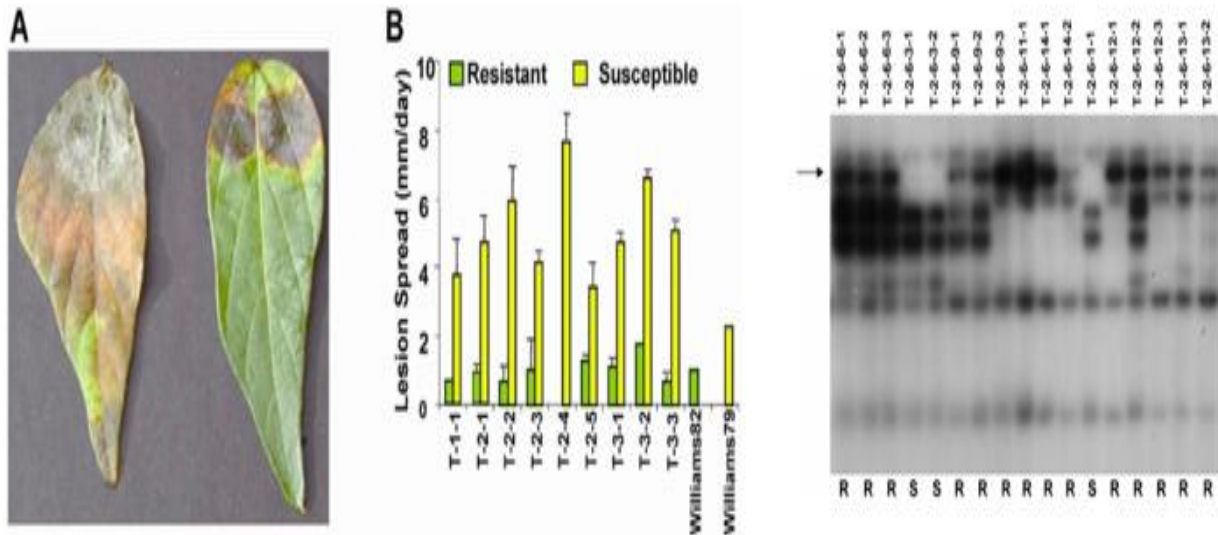 A
B
Resistant
Susceptible
Lesion Spread (mm/day)
10
8
6
4
2
0
T-1-1
T-2-1
T-2-2
T-2-3
T-2-4
T-2-5
T-3-1
T-3-2
T-3-3
Williams82
Williams79
T-2-6-6-1
T-2-6-6-2
T-2-6-6-3
T-2-6-3-1
T-2-6-3-2
T-2-6-9-1
T-2-6-9-2
T-2-6-9-3
T-2-6-11-1
T-2-6-14-1
T-2-6-14-2
T-2-6-1-1
T-2-6-12-1
T-2-6-12-2
T-2-6-12-3
T-2-6-13-1
T-2-6-13-2
R R R S S R R R R R R S R R R R R